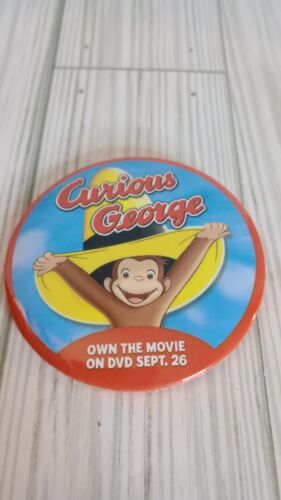 Curious
George
OWN THE MOVIE
ON DVD SEPT. 26